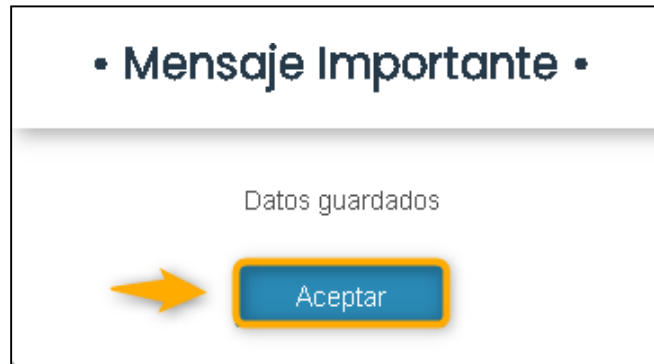 • Mensaje Importante •
Datos guardados
Aceptar